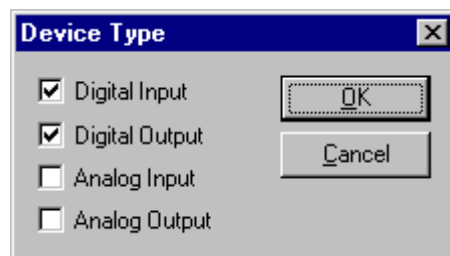 Device Type
Digital Input
Digital Output
Analog Input
Analog Output
OK
Cancel